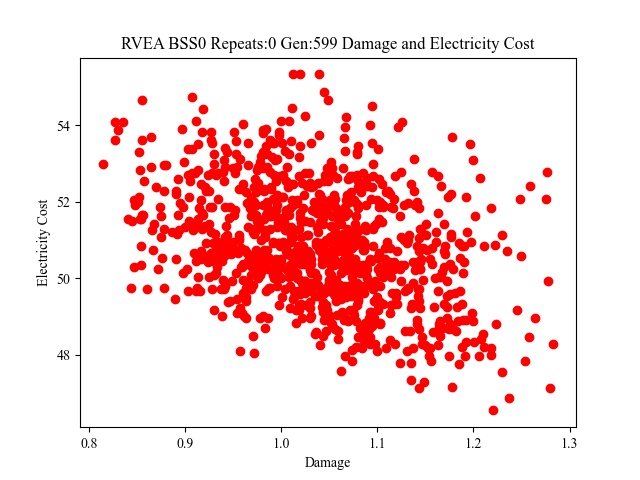 RVEA BSS0 Repeats:0 Gen:599 Damage and Electricity Cost
54
52
50
48
Electricity Cost
0.8 0.9 1.0 1.1 1.2 1.3
Damage